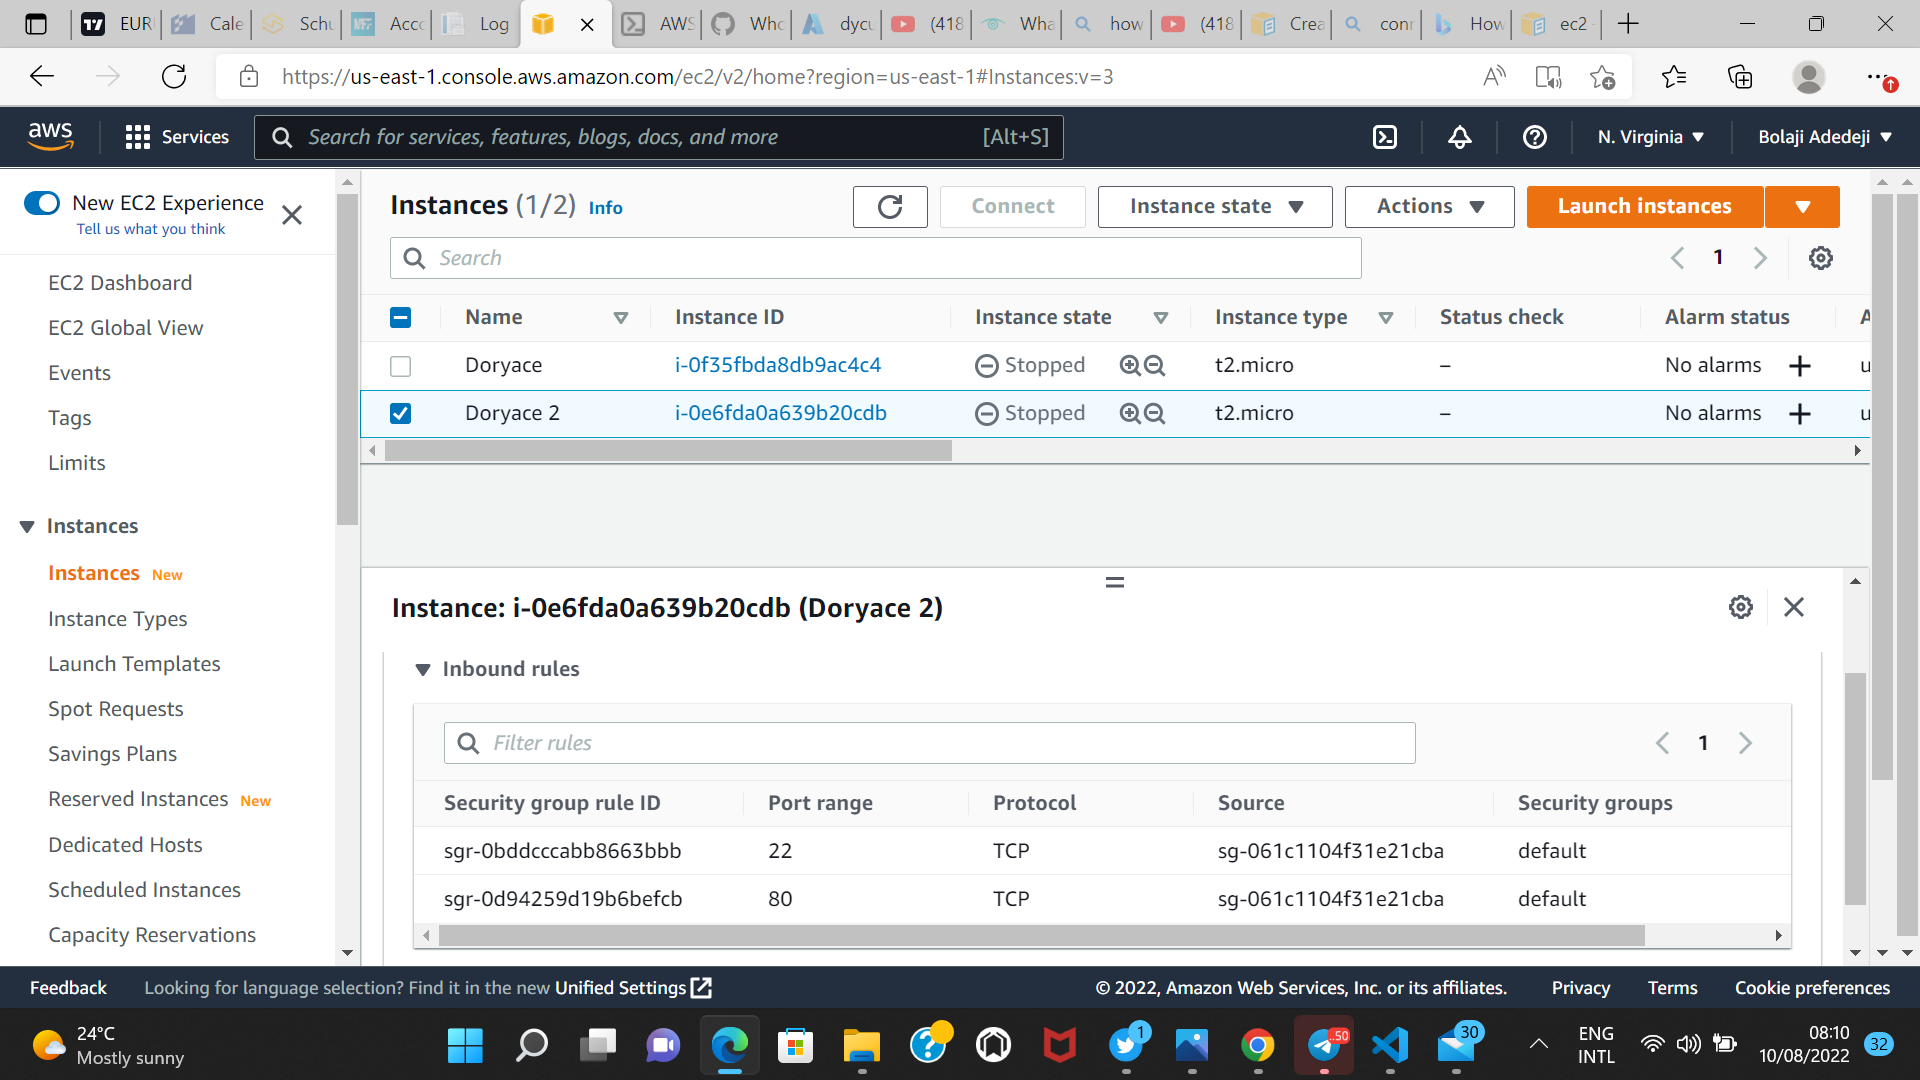 EUR
Cale
Schu
Acco
Log
AWS
Who
dycu
(418
Wha
how
(418
Crea
conn
How
ec2
https://us-east-1.console.aws.amazon.com/ec2/v2/home?region=us-east-1#Instances:v=3
aws
Services
Search for services, features, blogs, docs, and more [Alt+S]
N. Virginia
Bolaji Adedeji
New EC2 Experience
Tell us what you think
EC2 Dashboard
EC2 Global View
Events
Tags
Limits
Instances
Instances New
Instance Types
Launch Templates
Spot Requests
Savings Plans
Reserved Instances New
Dedicated Hosts
Scheduled Instances
Capacity Reservations
Instances (1/2) Info
Connect
Instance state
Actions
Launch instances
Search
1
Name Instance ID Instance state Instance type Status check Alarm status A
Doryace i-0f35fbda8db9ac4c4 Stopped t2.micro – No alarms u
Doryace 2 i-0e6fda0a639b20cdb Stopped t2.micro – No alarms u
Instance: i-0e6fda0a639b20cdb (Doryace 2)
Inbound rules
Filter rules
1
Security group rule ID Port range Protocol Source Security groups
sgr-0bddcccabb8663bbb 22 TCP sg-061c1104f31e21cba default
sgr-0d94259d19b6befcb 80 TCP sg-061c1104f31e21cba default
Feedback Looking for language selection? Find it in the new Unified Settings
© 2022, Amazon Web Services, Inc. or its affiliates. Privacy Terms Cookie preferences
24°C
Mostly sunny
1
..50
30
ENG
INTL
08:10
10/08/2022
32